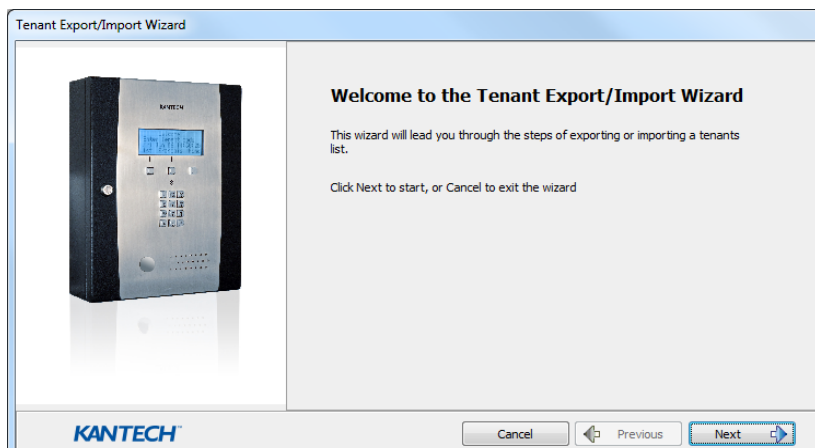 Tenant Export/Import Wizard
KANTECH
Welcome to the Tenant Export/Import Wizard
This wizard will lead you through the steps of exporting or importing a tenants
list.
Click Next to start, or Cancel to exit the wizard
KANTECH
Cancel
Previous
Next